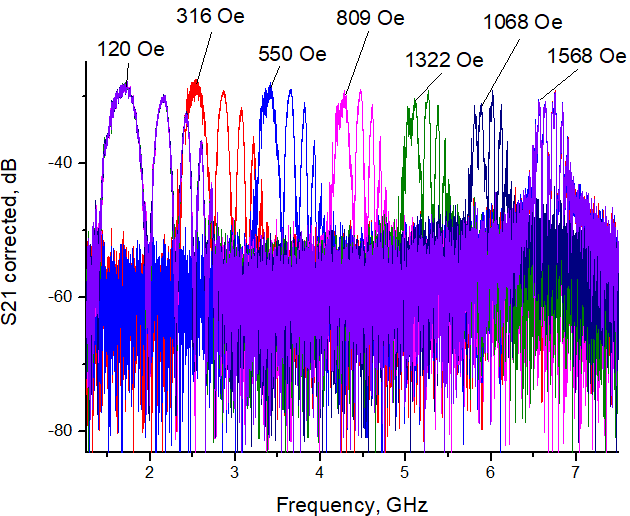 1068 Oe
316 Oe
809 Oe
120 Oe
550 Oe
1322 Oe
1568 Oe
-40
-60
-80
S21 corrected, dB
2 3 4 5 6 7
Frequency, GHz